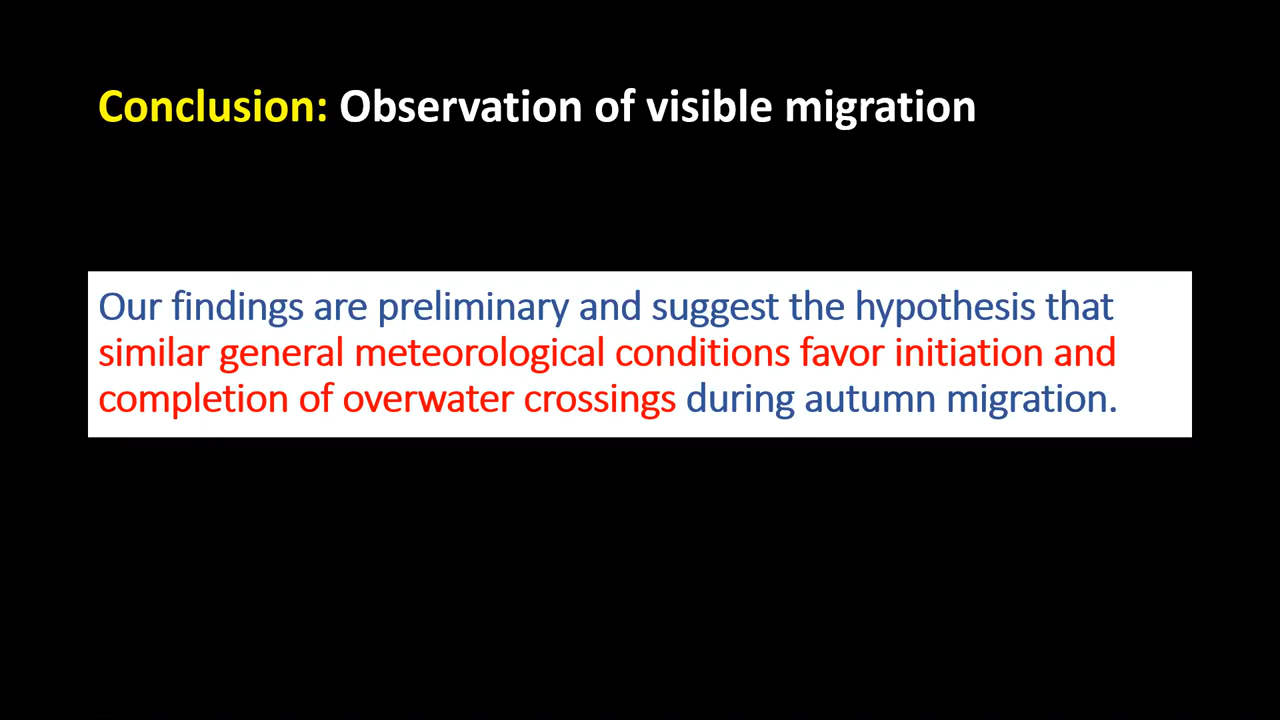 Conclusion: Observation of visible migration
Our findings are preliminary and suggest the hypothesis that
similar general meteorological conditions favor initiation and
completion of overwater crossings during autumn migration.